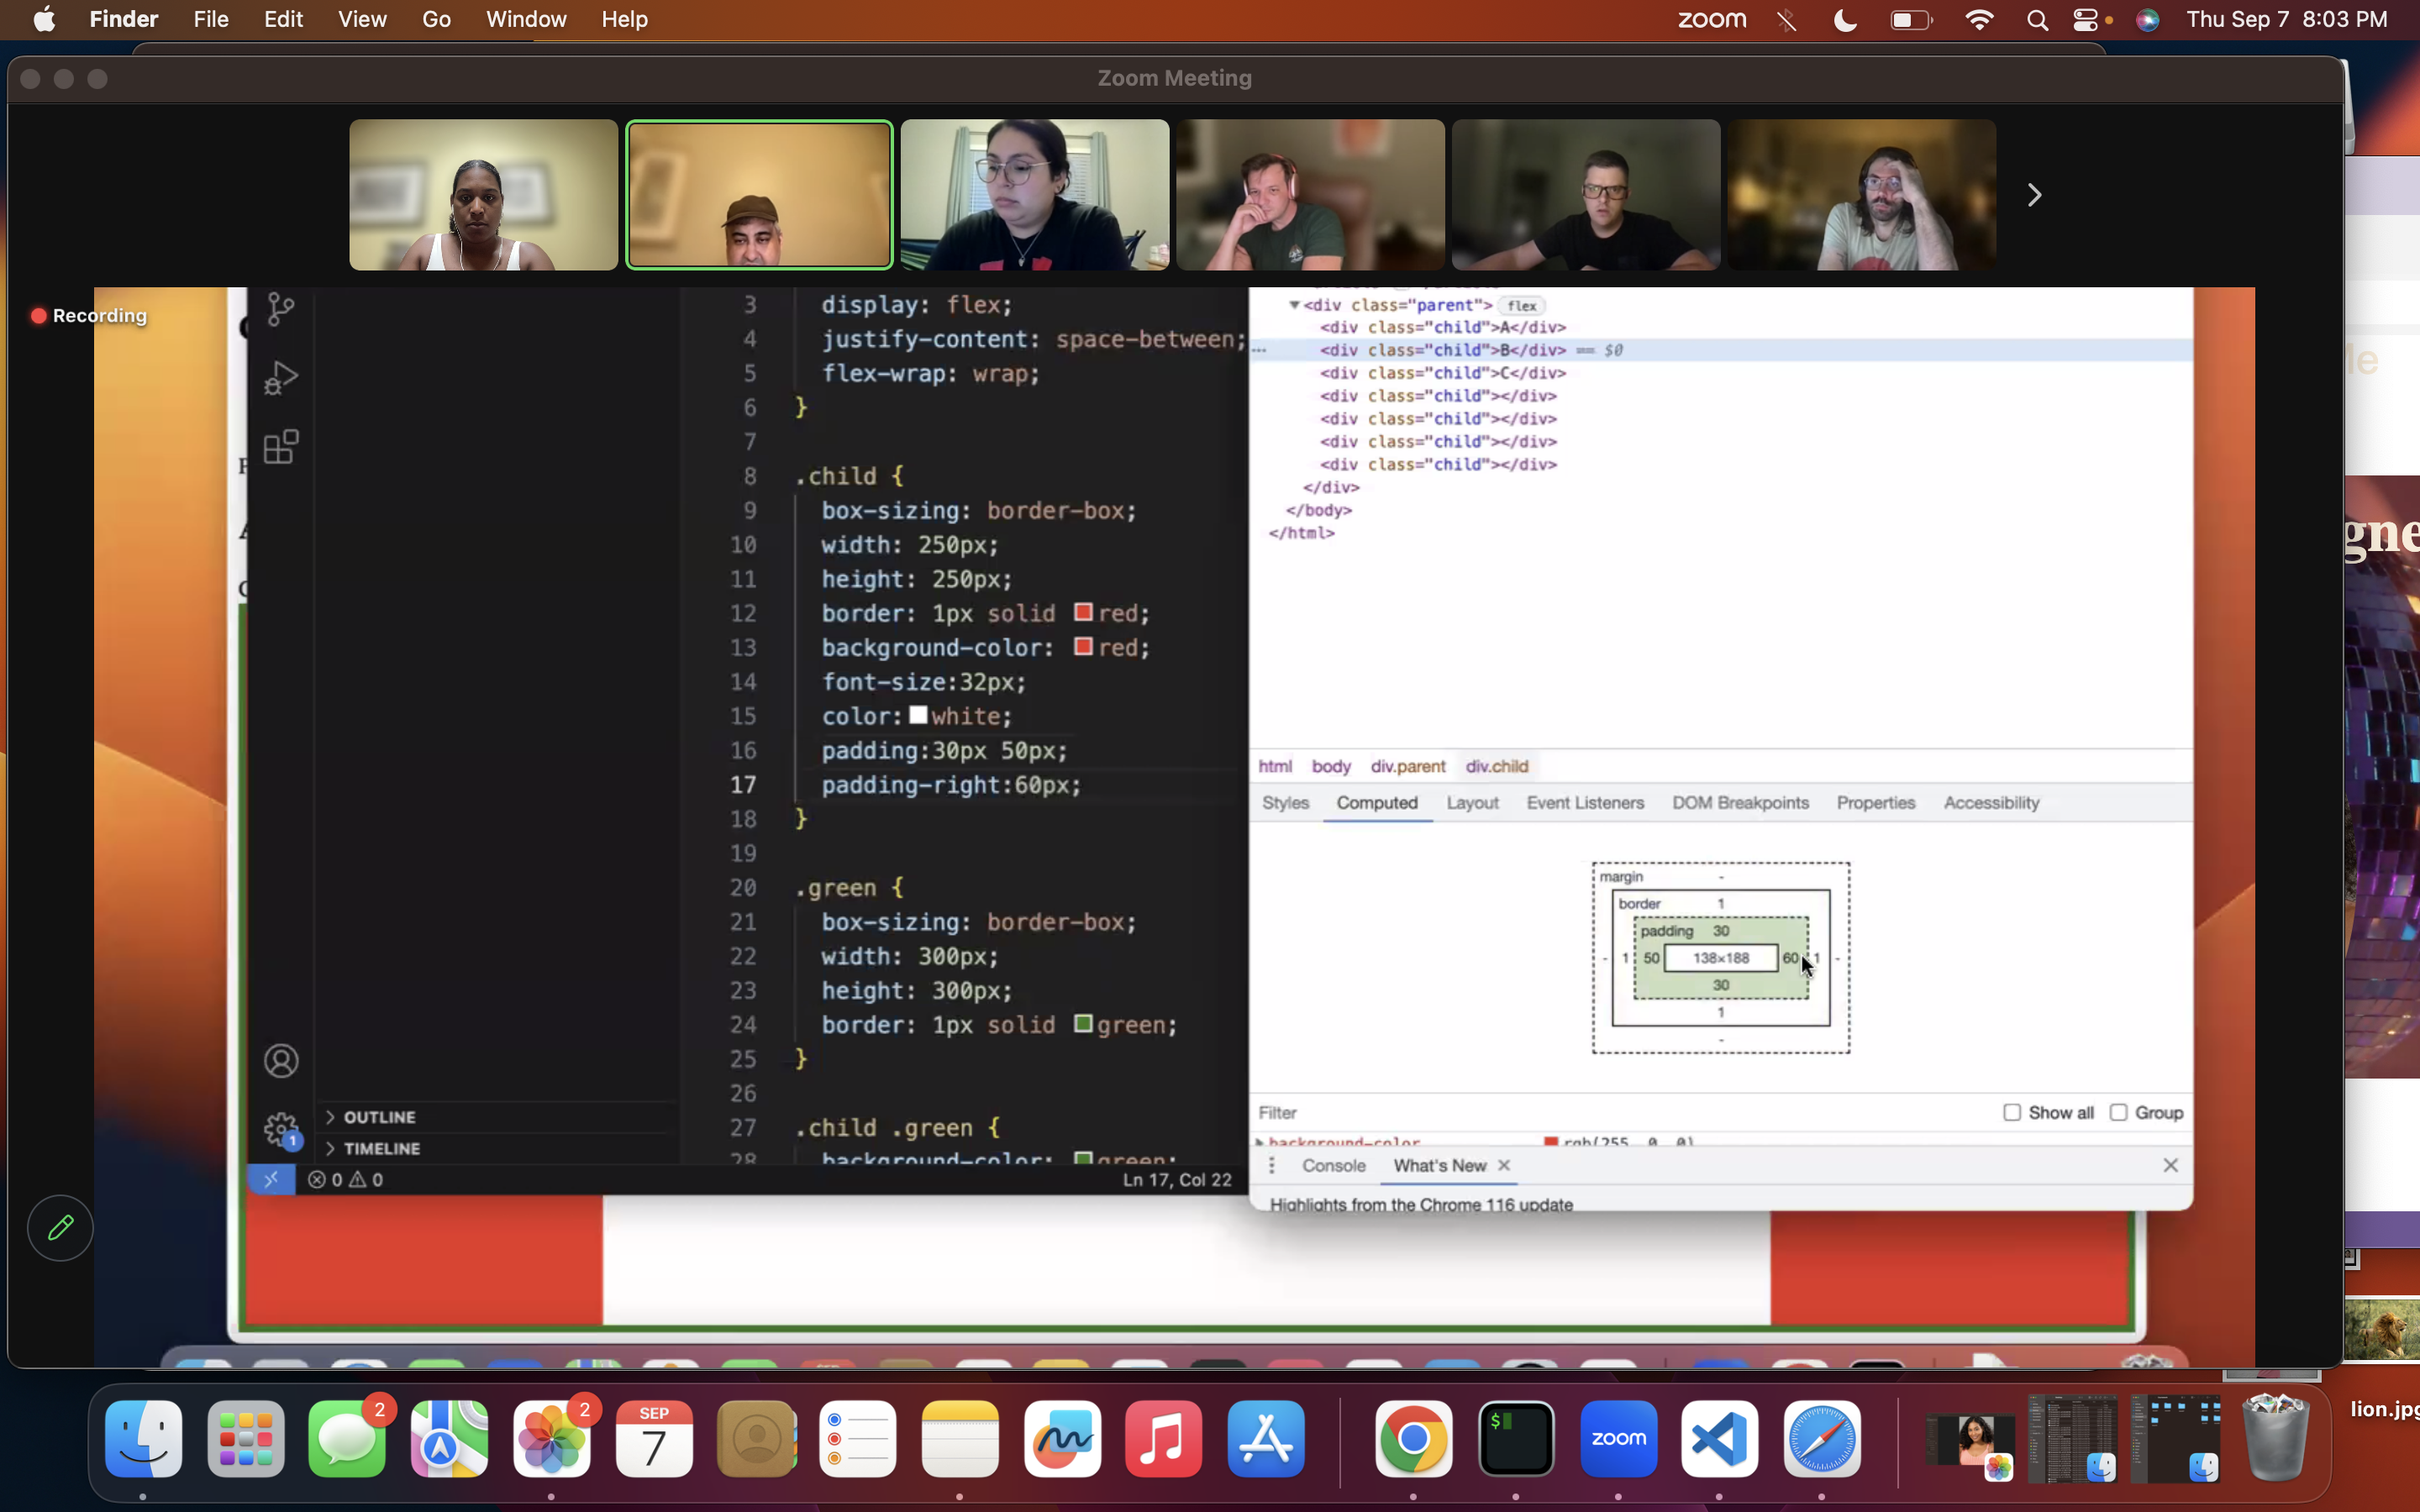 Finder File Edit View Go Window Help zoom Thu Sep 7 8:03 PM
Zoom Meeting
Recording
3 display: flex;
4 justify-content: space-between;
5 flex-wrap: wrap;
6 }
7
8 .child {
9 box-sizing: border-box;
10 width: 250px;
11 height: 250px;
12 border: 1px solid red;
13 background-color: red;
14 font-size:32px;
15 color: white;
16 padding:30px 50px;
17 padding-right:60px;
18 }
19
20 .green {
21 box-sizing: border-box;
22 width: 300px;
23 height: 300px;
24 border: 1px solid green;
25 }
26
27 .child .green {
28 background-color: green;
OUTLINE
TIMELINE
1
0 0
Ln 17, Col 22
<div class="parent"> flex
<div class="child">A</div>
<div class="child">B</div> == $0
<div class="child">C</div>
<div class="child"></div>
<div class="child"></div>
<div class="child"></div>
<div class="child"></div>
</div>
</body>
</html>
html body div.parent div.child
Styles Computed Layout Event Listeners DOM Breakpoints Properties Accessibility
margin -
border 1
padding 30
- 1 50 138×188 60 1 -
30
1
-
Filter Show all Group
background-color rgb(255, 0, 0)
Console What's New
Highlights from the Chrome 116 update
2
2
SEP
7
$
zoom
lion.jpg